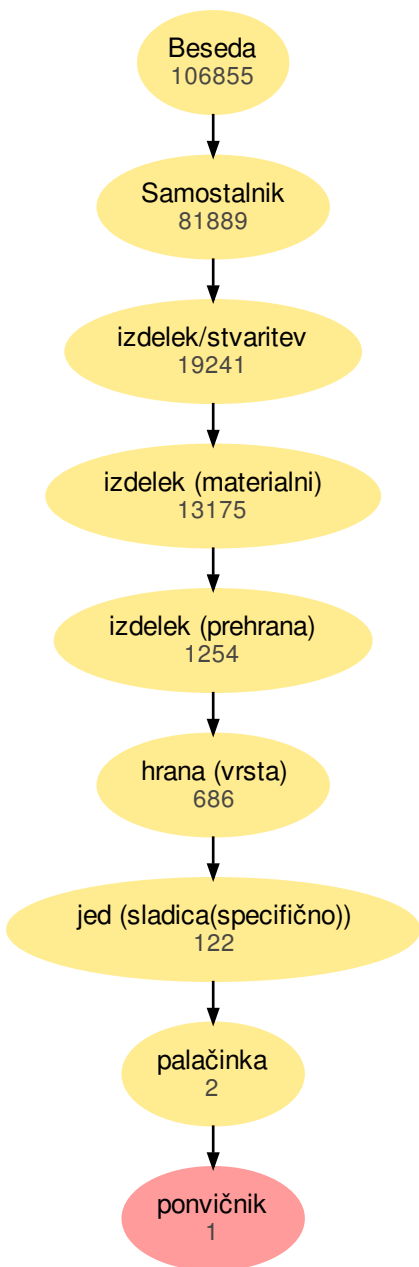 Beseda
106855
Samostalnik
81889
izdelek/stvaritev
19241
izdelek (materialni)
13175
izdelek (prehrana)
1254
hrana (vrsta)
686
jed (sladica(specifično))
122
palačinka
2
ponvičnik
1